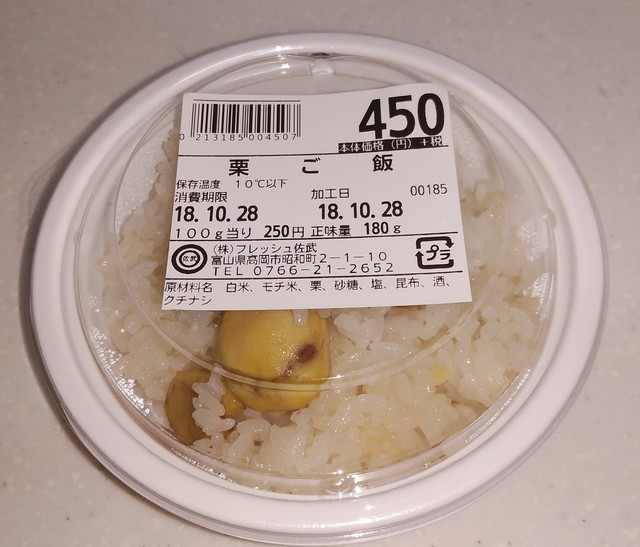 450
0 213185 004507
本体価格(円)+税
栗 ご 飯
保存温度 10℃以下
消費期限 加工日 00185
18.10.28 18.10.28
100g当り 250円 正味量 180g
佐武
(株)フレッシュ佐武
富山県高岡市昭和町2-1-10
TEL 0766-21-2652
プラ
原材料名 白米、モチ米、栗、砂糖、塩、昆布、酒、
クチナシ